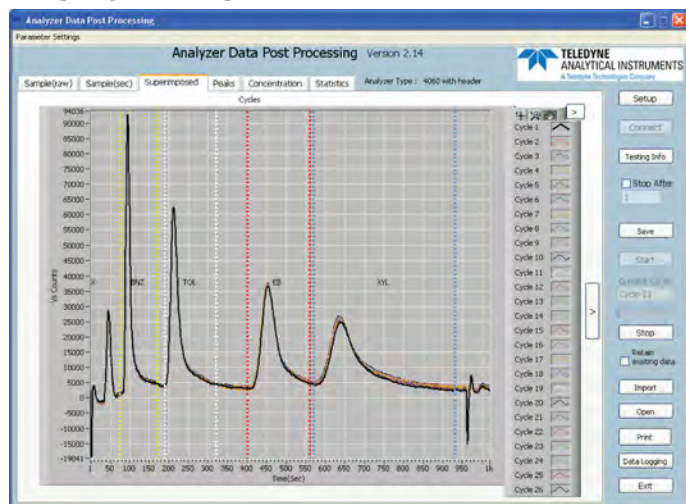 Analyzer Data Post Processing
Parameter Settings
Analyzer Data Post Processing Version 2.14
TELEDYNE
ANALYTICAL INSTRUMENTS
A Teledyne Technologies Company
Sample(raw) Sample(sec) Superimposed Peaks Concentration Statistics Analyzer Type : 4060 with header
Cycles
94036
90000
85000
80000
75000
70000
65000
60000
55000
50000
45000
40000
35000
30000
25000
20000
15000
10000
5000
0
-5000
-10000
-15000
-19841
Vs Counts
X BNZ TOL EB XYL
1 50 100 150 200 250 300 350 400 450 500 550 600 650 700 750 800 850 900 950 1k
Time(Sec)
>
Cycle 1
Cycle 2
Cycle 3
Cycle 4
Cycle 5
Cycle 6
Cycle 7
Cycle 8
Cycle 9
Cycle 10
Cycle 11
Cycle 12
Cycle 13
Cycle 14
Cycle 15
Cycle 16
Cycle 17
Cycle 18
Cycle 19
Cycle 20
Cycle 21
Cycle 22
Cycle 23
Cycle 24
Cycle 25
Cycle 26
>
Setup
Connect
Testing Info
Stop After
1
Save
Start
Cycle 11
Stop
Retain
existing data
Import
Open
Print
Data Logging
Exit